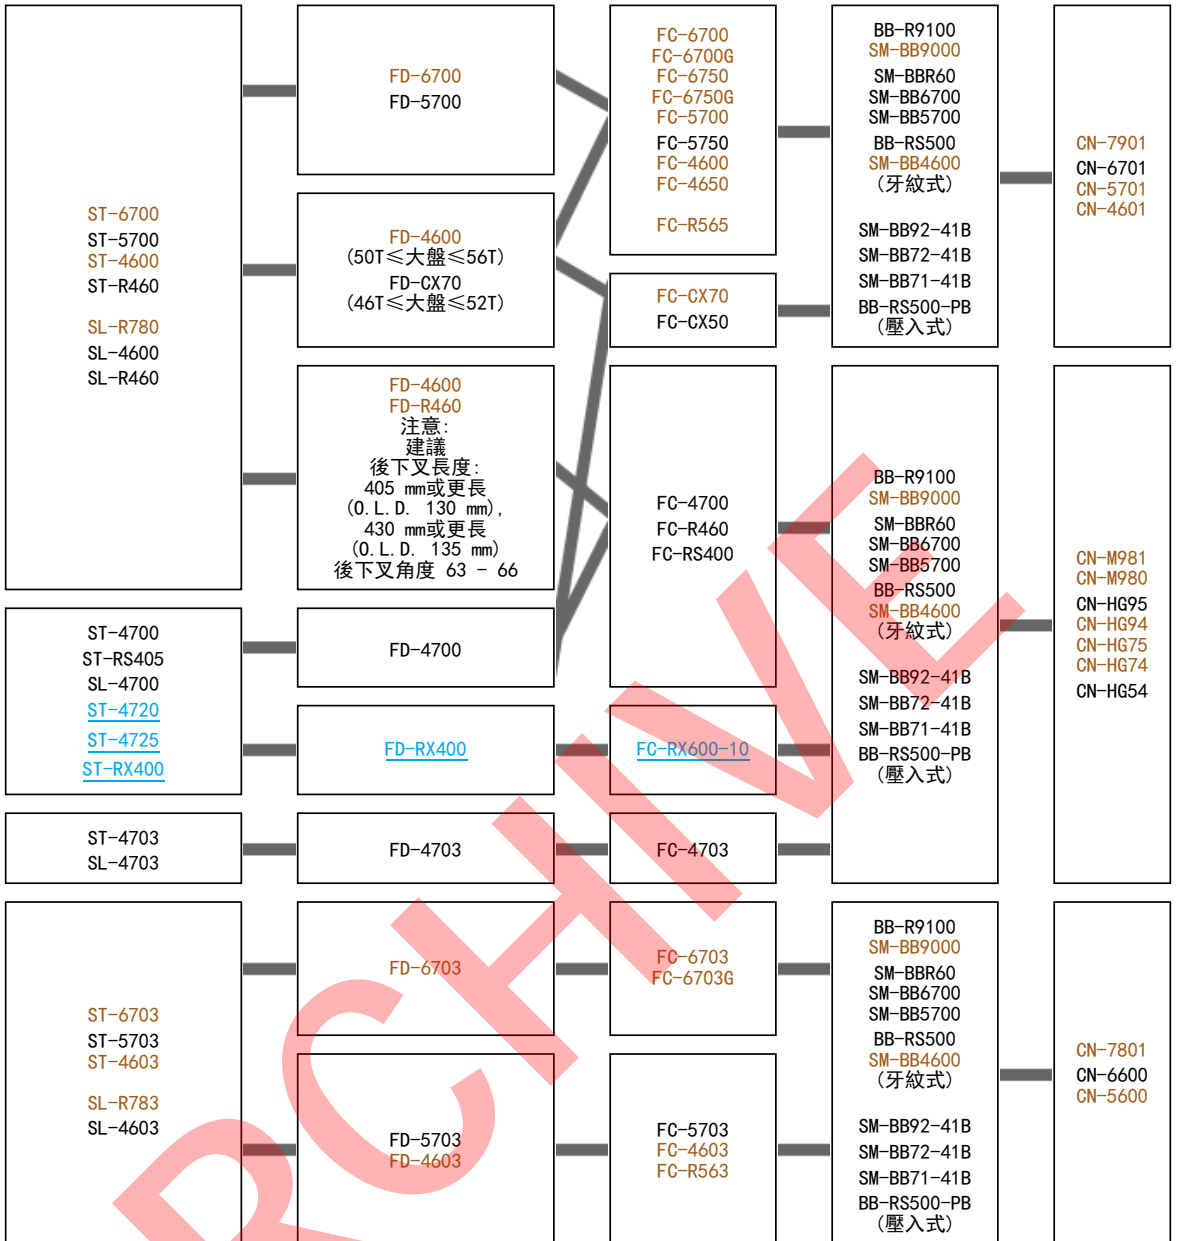 ST-6700
ST-5700
ST-4600
ST-R460
SL-R780
SL-4600
SL-R460
FD-6700
FD-5700
FD-4600
(50T≤大盤≤56T)
FD-CX70
(46T≤大盤≤52T)
FD-4600
FD-R460
注意:
建議
後下叉長度:
405 mm或更長
(O.L.D. 130 mm),
430 mm或更長
(O.L.D. 135 mm)
後下叉角度 63 - 66
FC-6700
FC-6700G
FC-6750
FC-6750G
FC-5700
FC-5750
FC-4600
FC-4650
FC-R565
FC-CX70
FC-CX50
BB-R9100
SM-BB9000
SM-BBR60
SM-BB6700
SM-BB5700
BB-RS500
SM-BB4600
(牙紋式)
SM-BB92-41B
SM-BB72-41B
SM-BB71-41B
BB-RS500-PB
(壓入式)
CN-7901
CN-6701
CN-5701
CN-4601
ST-4700
ST-RS405
SL-4700
ST-4720
ST-4725
ST-RX400
FD-4700
FD-RX400
FC-4700
FC-R460
FC-RS400
FC-RX600-10
ST-4703
SL-4703
FD-4703
FC-4703
BB-R9100
SM-BB9000
SM-BBR60
SM-BB6700
SM-BB5700
BB-RS500
SM-BB4600
(牙紋式)
SM-BB92-41B
SM-BB72-41B
SM-BB71-41B
BB-RS500-PB
(壓入式)
CN-M981
CN-M980
CN-HG95
CN-HG94
CN-HG75
CN-HG74
CN-HG54
ST-6703
ST-5703
ST-4603
SL-R783
SL-4603
FD-6703
FD-5703
FD-4603
FC-6703
FC-6703G
FC-5703
FC-4603
FC-R563
BB-R9100
SM-BB9000
SM-BBR60
SM-BB6700
SM-BB5700
BB-RS500
SM-BB4600
(牙紋式)
SM-BB92-41B
SM-BB72-41B
SM-BB71-41B
BB-RS500-PB
(壓入式)
CN-7801
CN-6600
CN-5600
RCHIVE